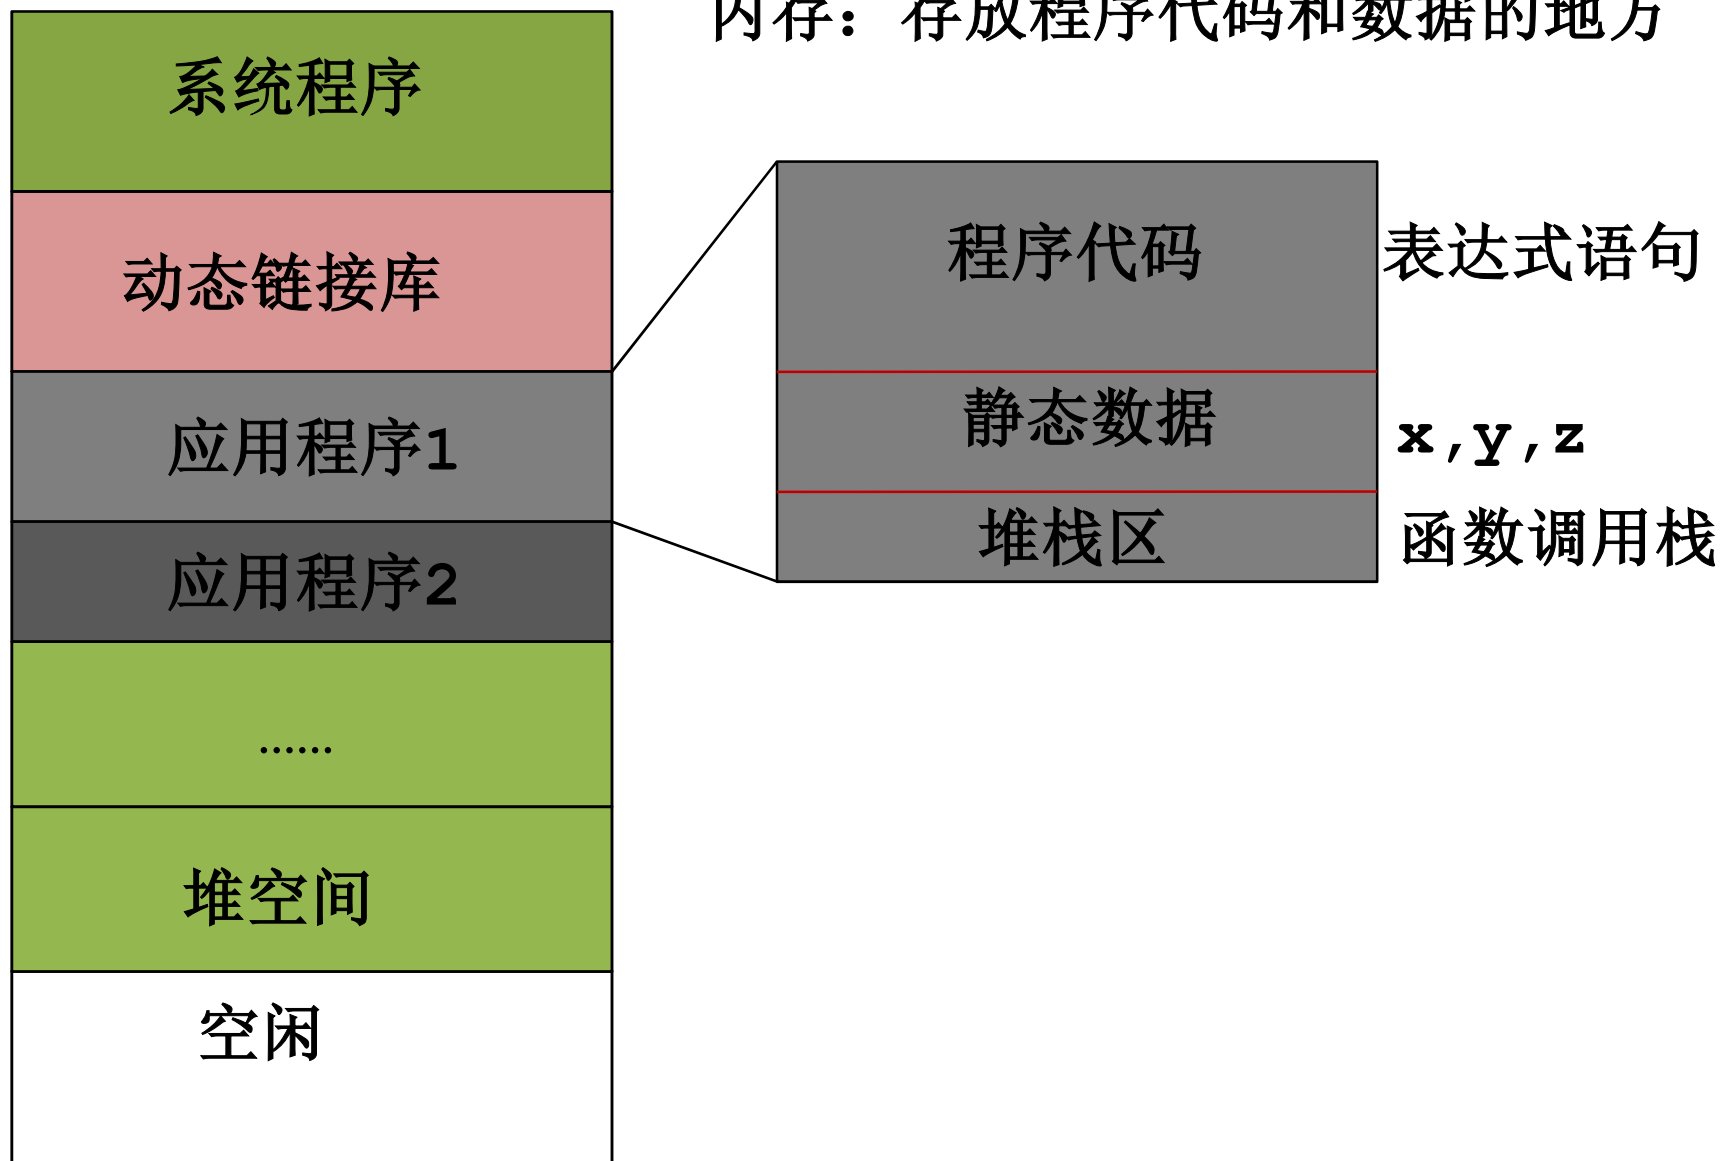 内存：存放程序代码和数据的地方
系统程序
动态链接库
应用程序1
应用程序2
......
堆空间
空闲
程序代码
表达式语句
静态数据
x,y,z
堆栈区
函数调用栈